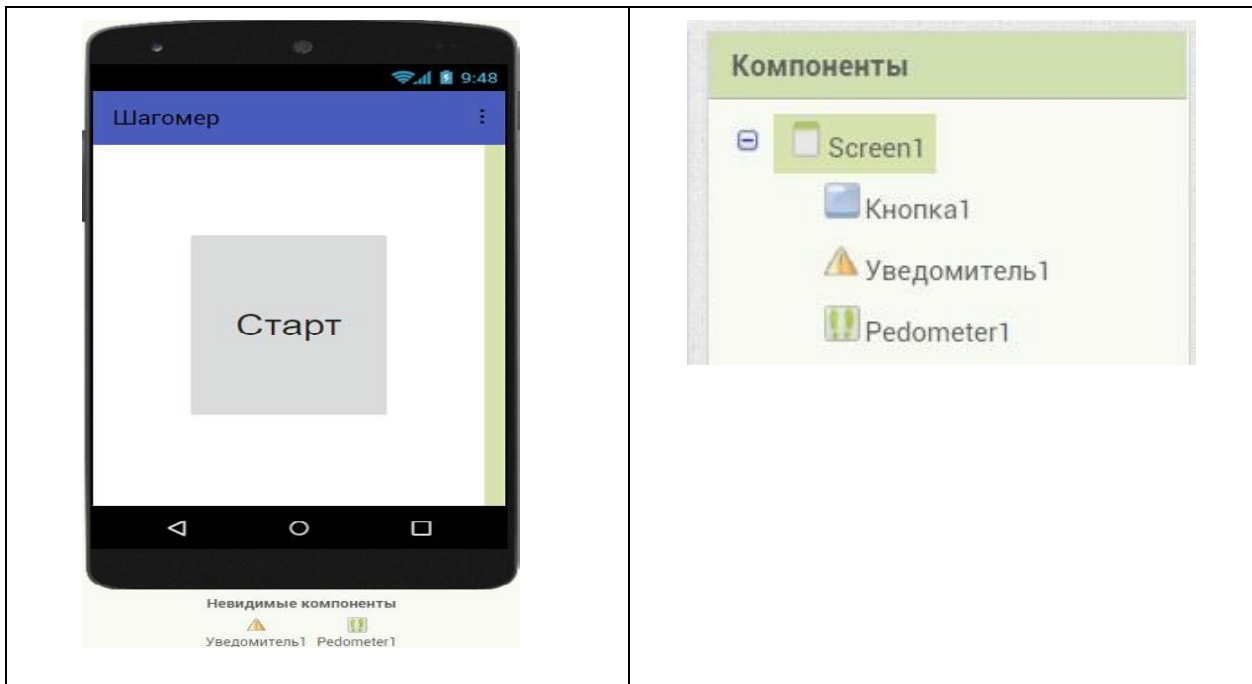 9:48
Шагомер
Старт
Невидимые компоненты
Уведомитель1 Pedometer1
Компоненты
Screen1
Кнопка1
Уведомитель1
Pedometer1